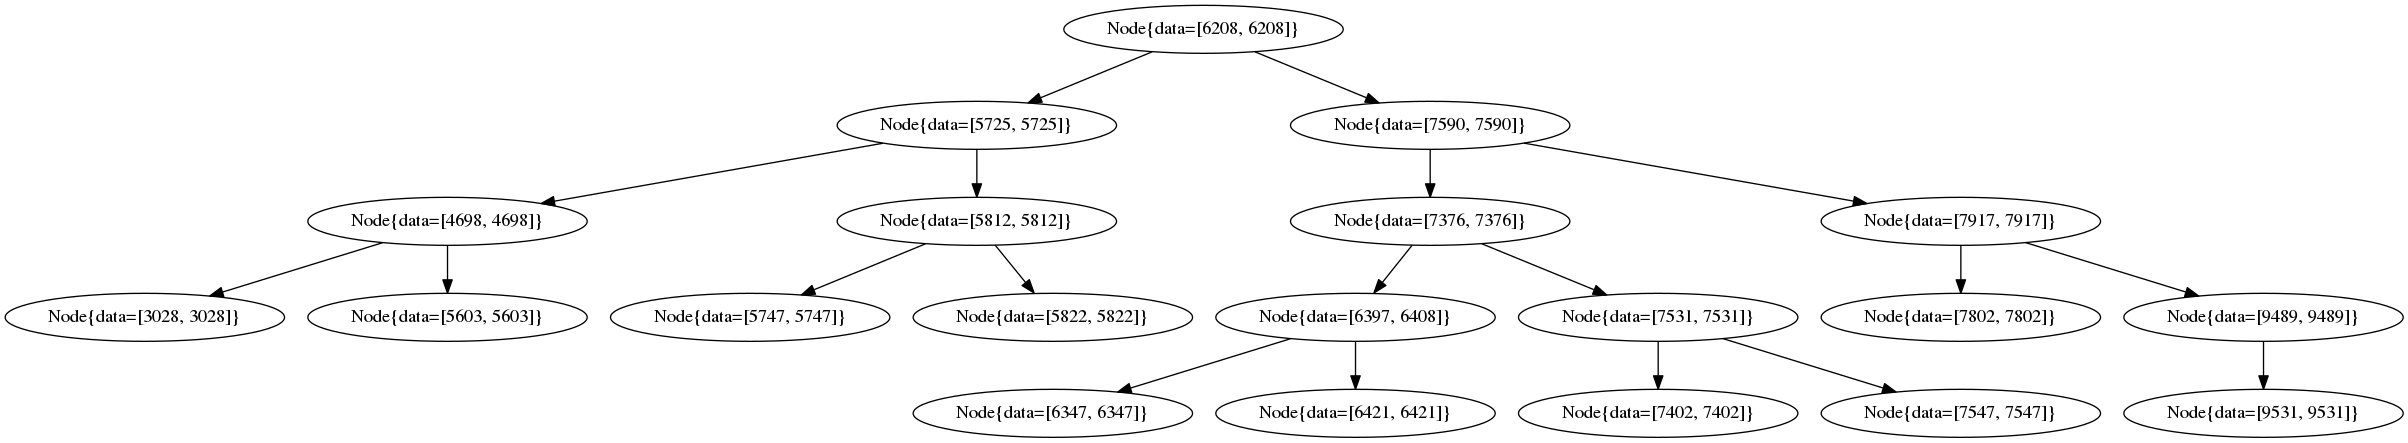 Node{data=[6208, 6208]}
Node{data=[5725, 5725]}
Node{data=[7590, 7590]}
Node{data=[4698, 4698]}
Node{data=[5812, 5812]}
Node{data=[7376, 7376]}
Node{data=[7917, 7917]}
Node{data=[3028, 3028]}
Node{data=[5603, 5603]}
Node{data=[5747, 5747]}
Node{data=[5822, 5822]}
Node{data=[6397, 6408]}
Node{data=[7531, 7531]}
Node{data=[7802, 7802]}
Node{data=[9489, 9489]}
Node{data=[6347, 6347]}
Node{data=[6421, 6421]}
Node{data=[7402, 7402]}
Node{data=[7547, 7547]}
Node{data=[9531, 9531]}